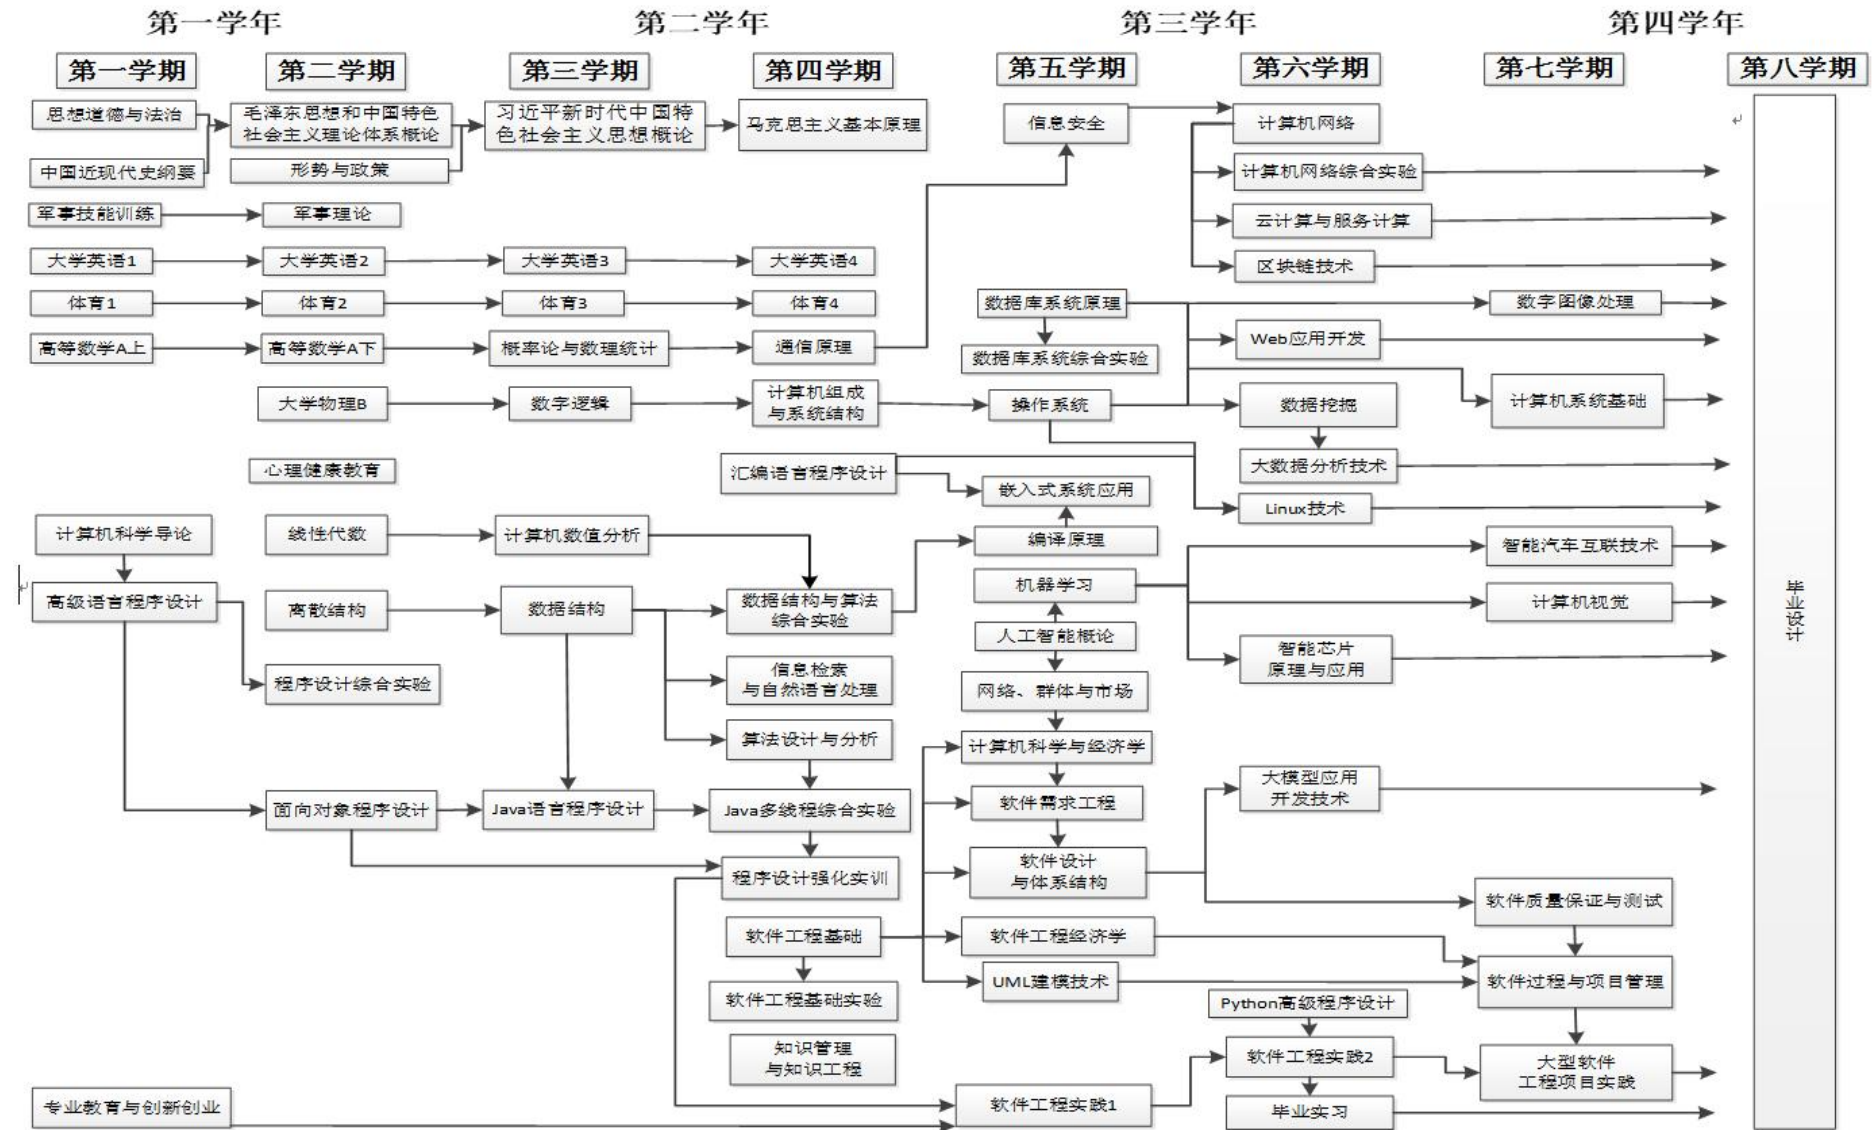 第一学年
第二学年
第三学年
第四学年
第一学期
第二学期
第三学期
第四学期
第五学期
第六学期
第七学期
第八学期
思想道德与法治
中国近现代史纲要
毛泽东思想和中国特色
社会主义理论体系概论
形势与政策
习近平新时代中国特
色社会主义思想概论
马克思主义基本原理
信息安全
计算机网络
计算机网络综合实验
云计算与服务计算
区块链技术
军事技能训练
军事理论
大学英语1
大学英语2
大学英语3
大学英语4
体育1
体育2
体育3
体育4
数据库系统原理
数字图像处理
高等数学A上
高等数学A下
概率论与数理统计
通信原理
数据库系统综合实验
Web应用开发
大学物理B
数字逻辑
计算机组成
与系统结构
操作系统
数据挖掘
计算机系统基础
心理健康教育
汇编语言程序设计
嵌入式系统应用
大数据分析技术
Linux技术
计算机科学导论
线性代数
计算机数值分析
编译原理
智能汽车互联技术
高级语言程序设计
离散结构
数据结构
数据结构与算法
综合实验
机器学习
计算机视觉
人工智能概论
智能芯片
原理与应用
程序设计综合实验
信息检索
与自然语言处理
网络、群体与市场
算法设计与分析
计算机科学与经济学
面向对象程序设计
Java语言程序设计
Java多线程综合实验
软件需求工程
大模型应用
开发技术
程序设计强化实训
软件设计
与体系结构
软件质量保证与测试
软件工程基础
软件工程经济学
软件工程基础实验
UML建模技术
软件过程与项目管理
Python高级程序设计
知识管理
与知识工程
软件工程实践2
大型软件
工程项目实践
专业教育与创新创业
软件工程实践1
毕业实习
毕业设计